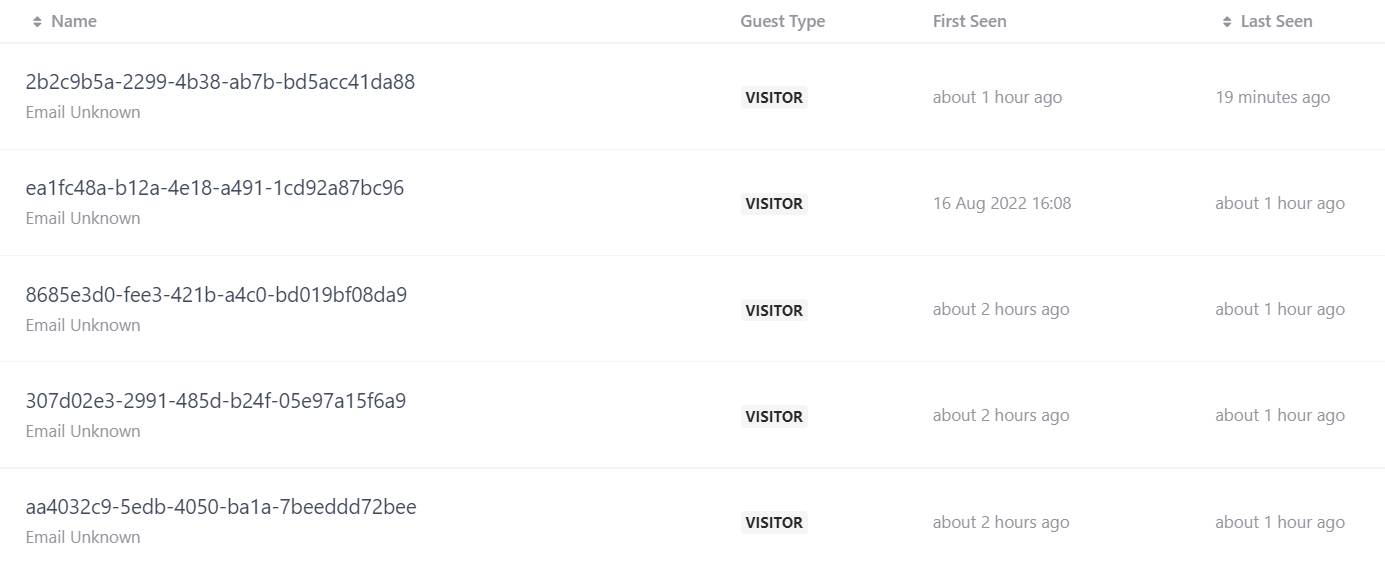 Name Guest Type First Seen Last Seen
2b2c9b5a-2299-4b38-ab7b-bd5acc41da88
Email Unknown
VISITOR about 1 hour ago 19 minutes ago
ea1fc48a-b12a-4e18-a491-1cd92a87bc96
Email Unknown
VISITOR 16 Aug 2022 16:08 about 1 hour ago
8685e3d0-fee3-421b-a4c0-bd019bf08da9
Email Unknown
VISITOR about 2 hours ago about 1 hour ago
307d02e3-2991-485d-b24f-05e97a15f6a9
Email Unknown
VISITOR about 2 hours ago about 1 hour ago
aa4032c9-5edb-4050-ba1a-7beeddd72bee
Email Unknown
VISITOR about 2 hours ago about 1 hour ago